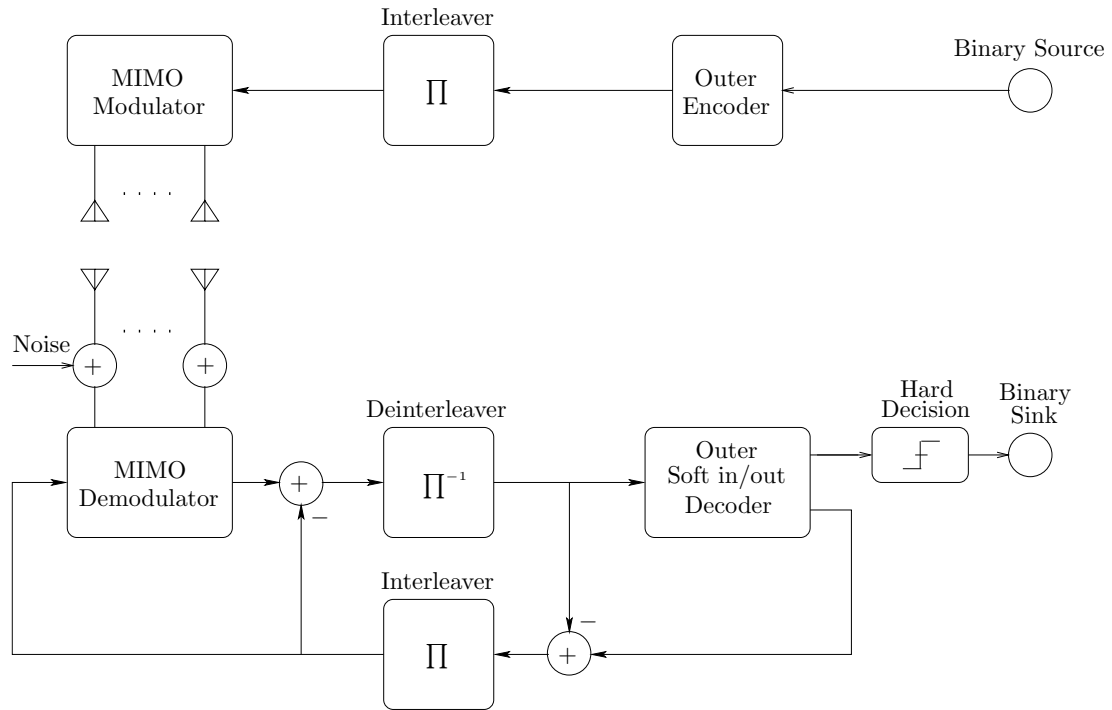 Interleaver
Binary Source
MIMO
Modulator
∏
Outer
Encoder
. . . .
. . . .
Noise
+
+
Hard
Decision
Binary
Sink
Deinterleaver
MIMO
Demodulator
+
−
∏⁻¹
Outer
Soft in/out
Decoder
Interleaver
−
∏
+